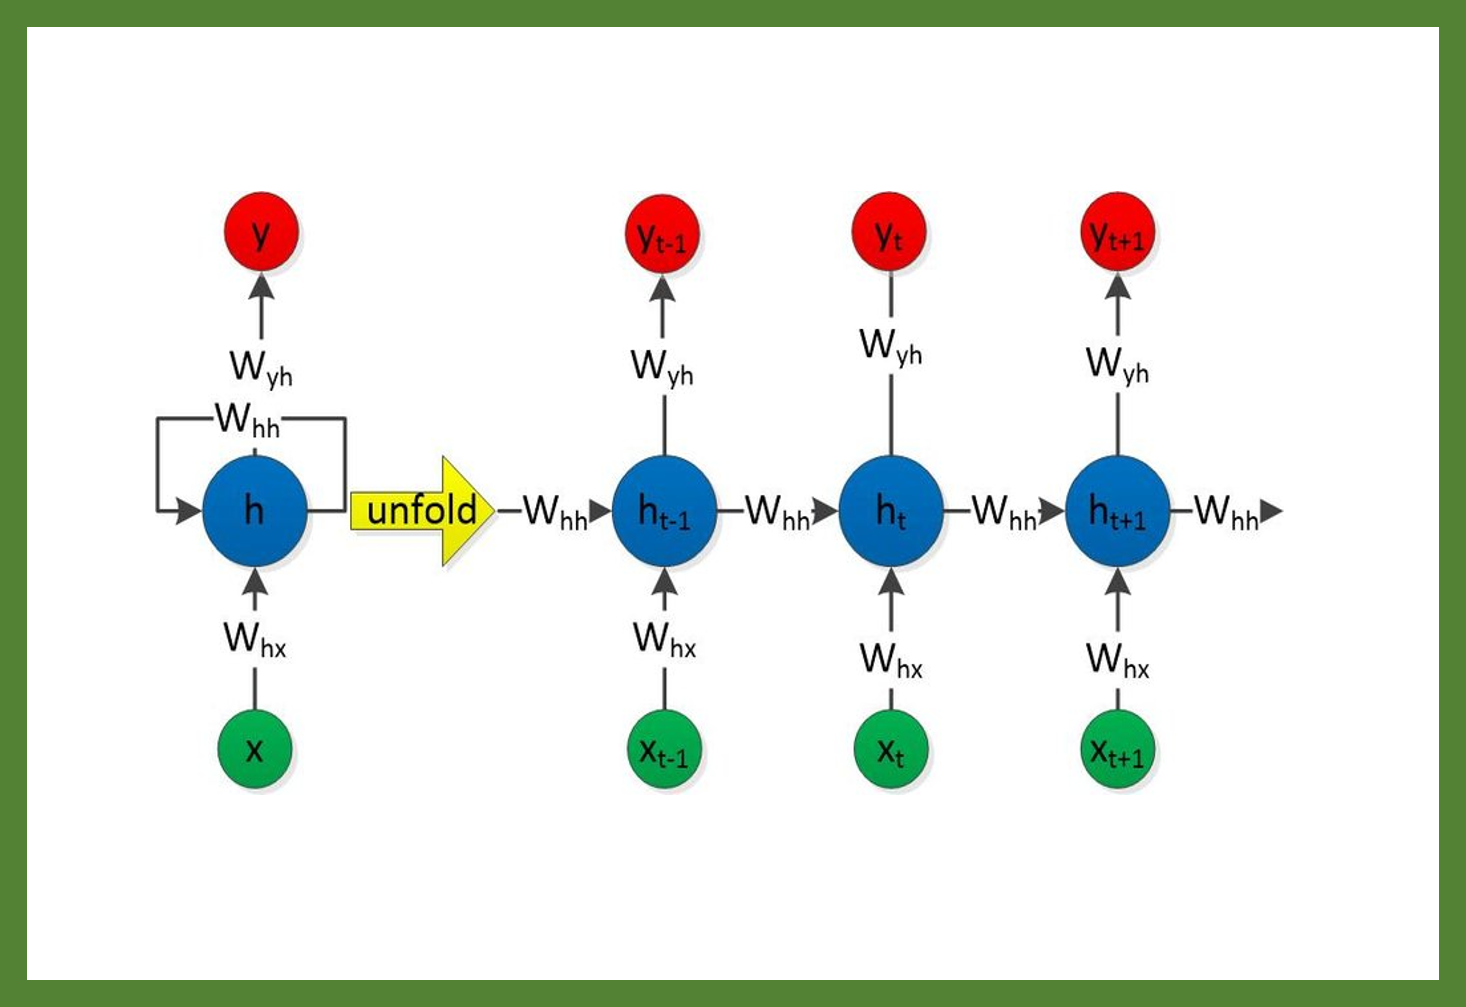 y
y_{t-1}
y_t
y_{t+1}
W_{yh}
W_{yh}
W_{yh}
W_{yh}
W_{hh}
h
unfold
W_{hh}
h_{t-1}
W_{hh}
h_t
W_{hh}
h_{t+1}
W_{hh}
W_{hx}
W_{hx}
W_{hx}
W_{hx}
x
x_{t-1}
x_t
x_{t+1}